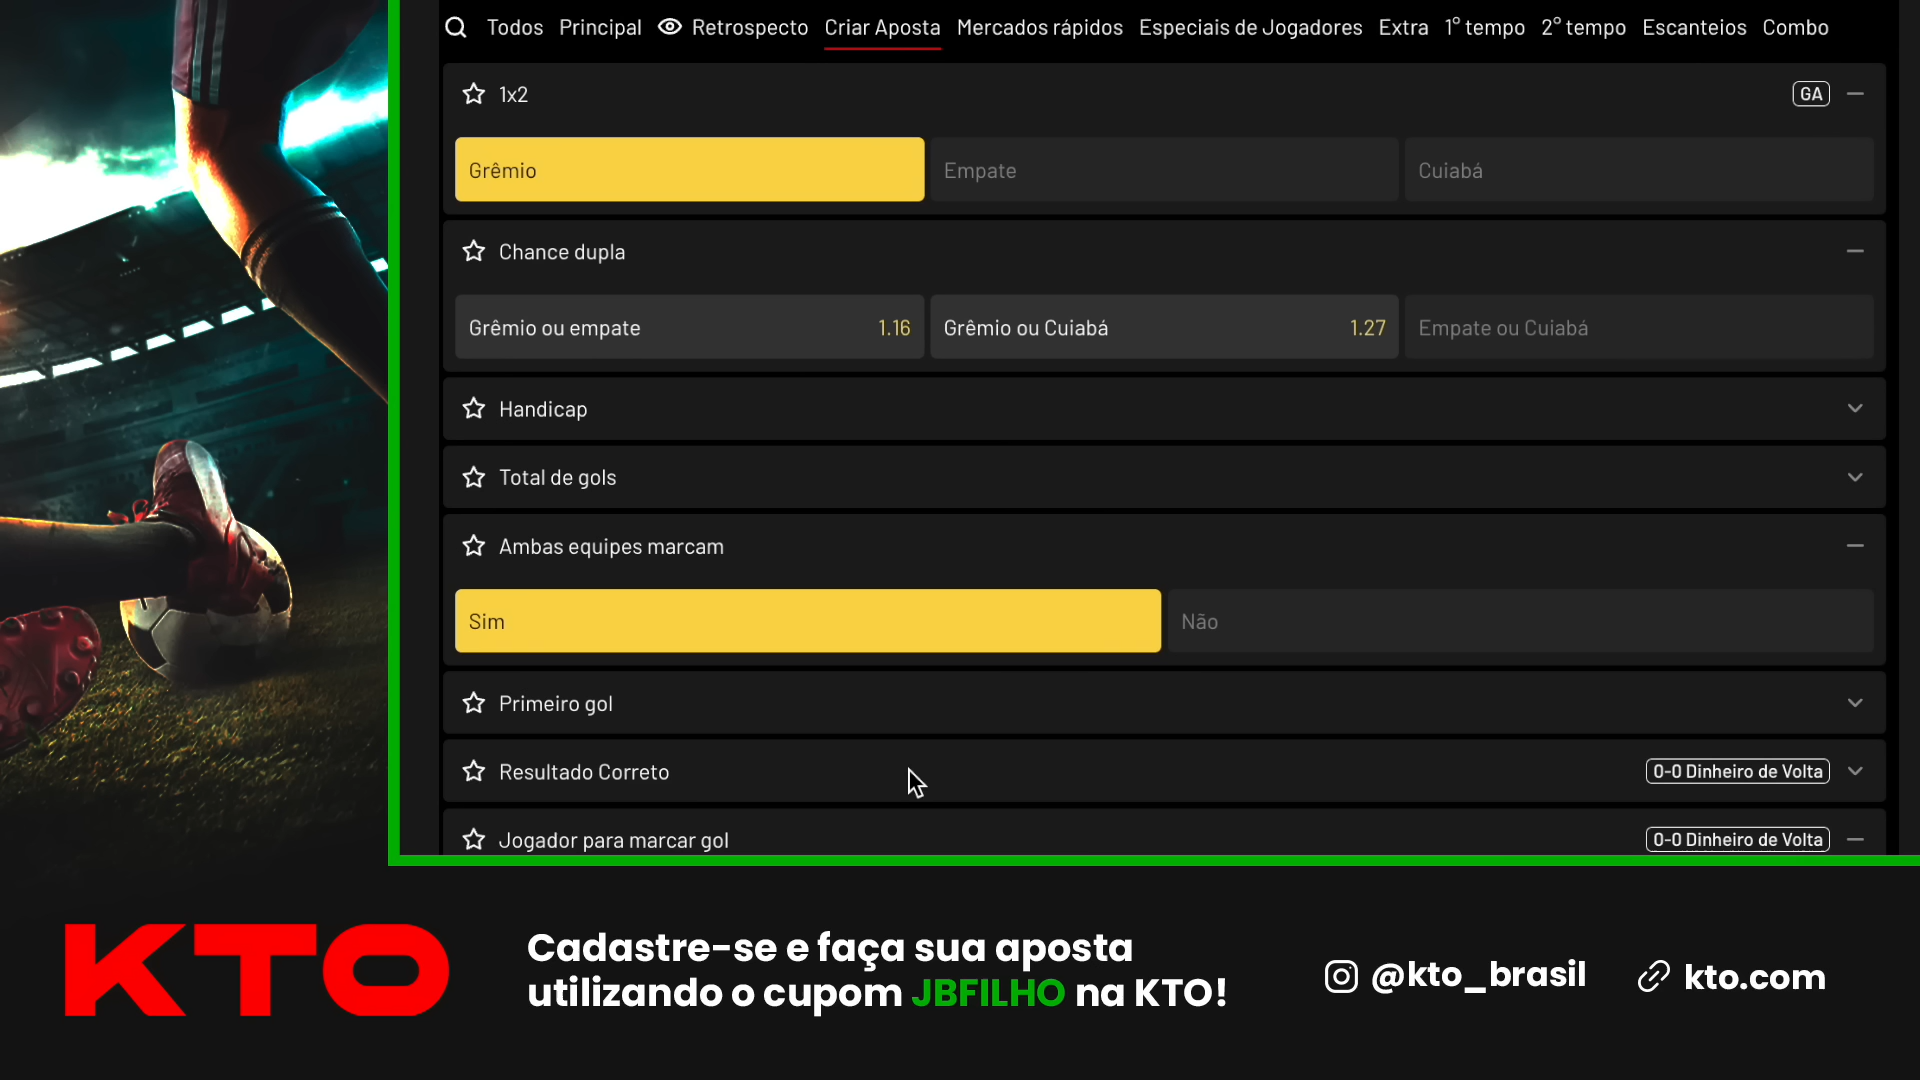 Todos Principal Retrospecto Criar Aposta Mercados rápidos Especiais de Jogadores Extra 1º tempo 2º tempo Escanteios Combo
1x2 GA
Grêmio Empate Cuiabá
Chance dupla
Grêmio ou empate 1.16 Grêmio ou Cuiabá 1.27 Empate ou Cuiabá
Handicap
Total de gols
Ambas equipes marcam
Sim Não
Primeiro gol
Resultado Correto 0-0 Dinheiro de Volta
Jogador para marcar gol 0-0 Dinheiro de Volta
KTO
Cadastre-se e faça sua aposta
utilizando o cupom JBFILHO na KTO!
@kto_brasil
kto.com